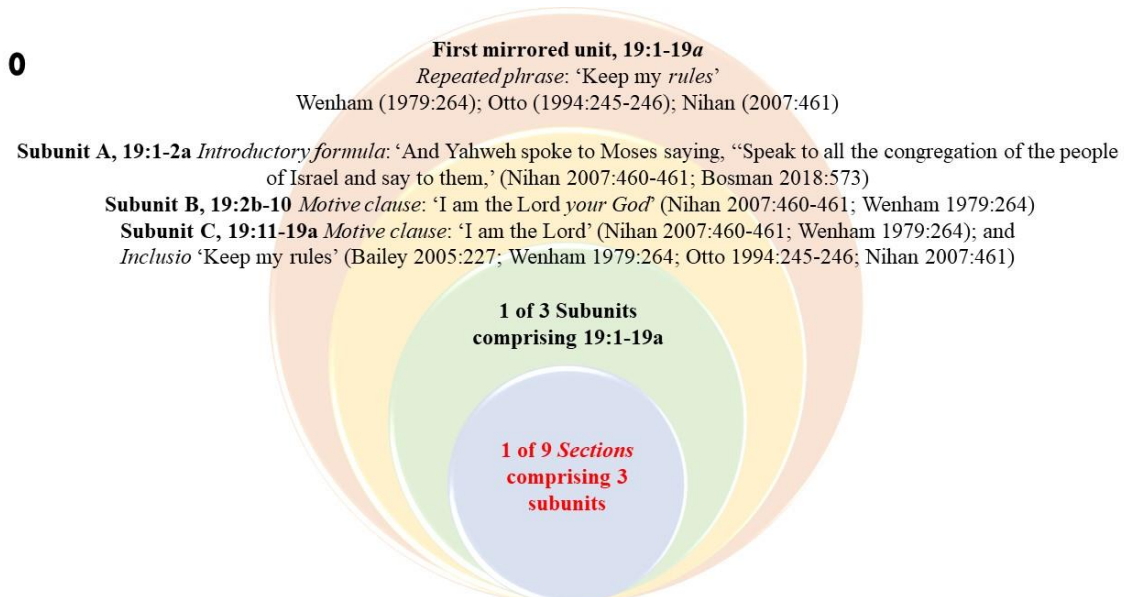 0
First mirrored unit, 19:1-19a
Repeated phrase: ‘Keep my rules’
Wenham (1979:264); Otto (1994:245-246); Nihan (2007:461)
Subunit A, 19:1-2a Introductory formula: ‘And Yahweh spoke to Moses saying, “Speak to all the congregation of the people
of Israel and say to them,’ (Nihan 2007:460-461; Bosman 2018:573)
Subunit B, 19:2b-10 Motive clause: ‘I am the Lord your God’ (Nihan 2007:460-461; Wenham 1979:264)
Subunit C, 19:11-19a Motive clause: ‘I am the Lord’ (Nihan 2007:460-461; Wenham 1979:264); and
Inclusio ‘Keep my rules’ (Bailey 2005:227; Wenham 1979:264; Otto 1994:245-246; Nihan 2007:461)
1 of 3 Subunits
comprising 19:1-19a
1 of 9 Sections
comprising 3
subunits